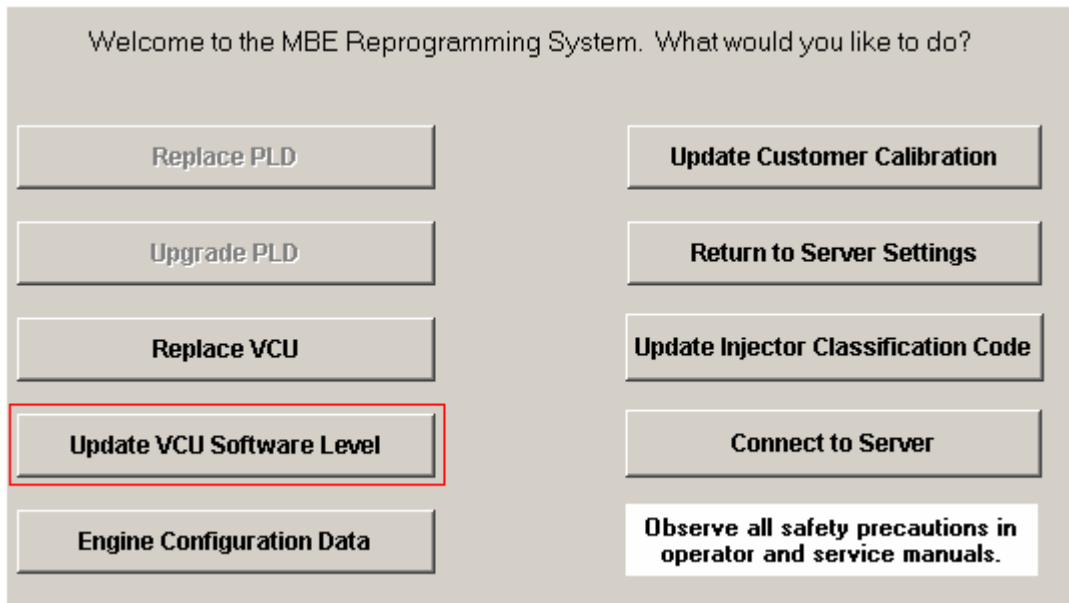 Welcome to the MBE Reprogramming System.  What would you like to do?
Replace PLD
Upgrade PLD
Replace VCU
Update VCU Software Level
Engine Configuration Data
Update Customer Calibration
Return to Server Settings
Update Injector Classification Code
Connect to Server
Observe all safety precautions in
operator and service manuals.